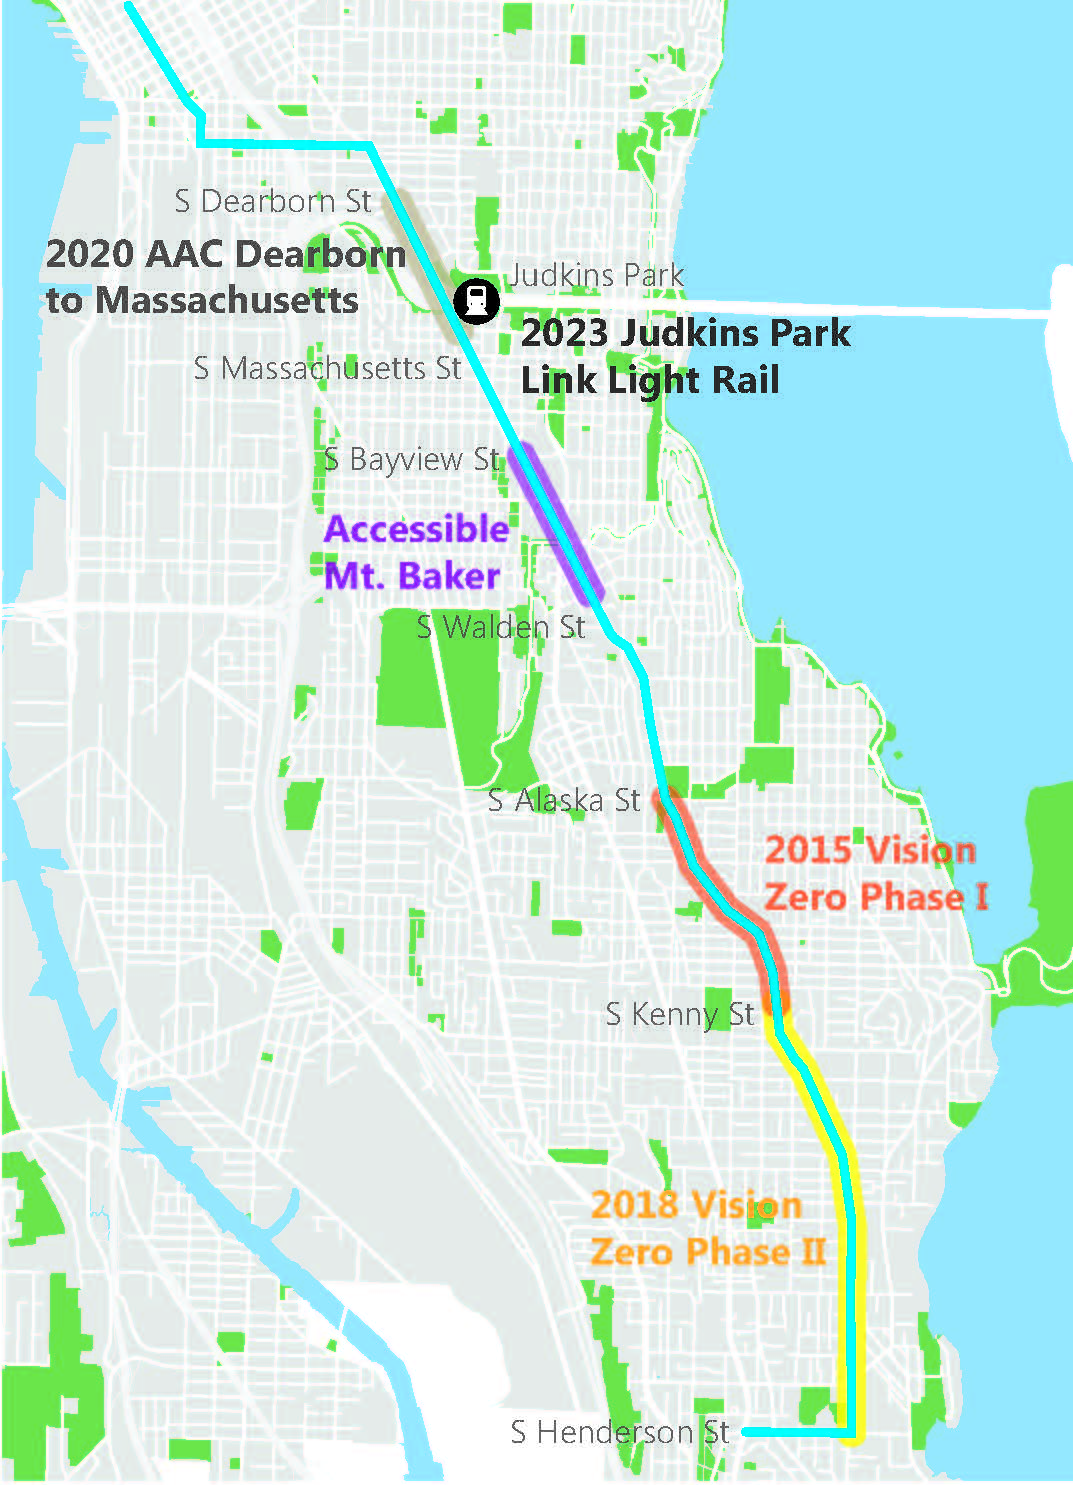 S Dearborn St
2020 AAC Dearborn
to Massachusetts
Judkins Park
2023 Judkins Park
Link Light Rail
S Massachusetts St
S Bayview St
Accessible
Mt. Baker
S Walden St
S Alaska St
2015 Vision
Zero Phase I
S Kenny St
2018 Vision
Zero Phase II
S Henderson St